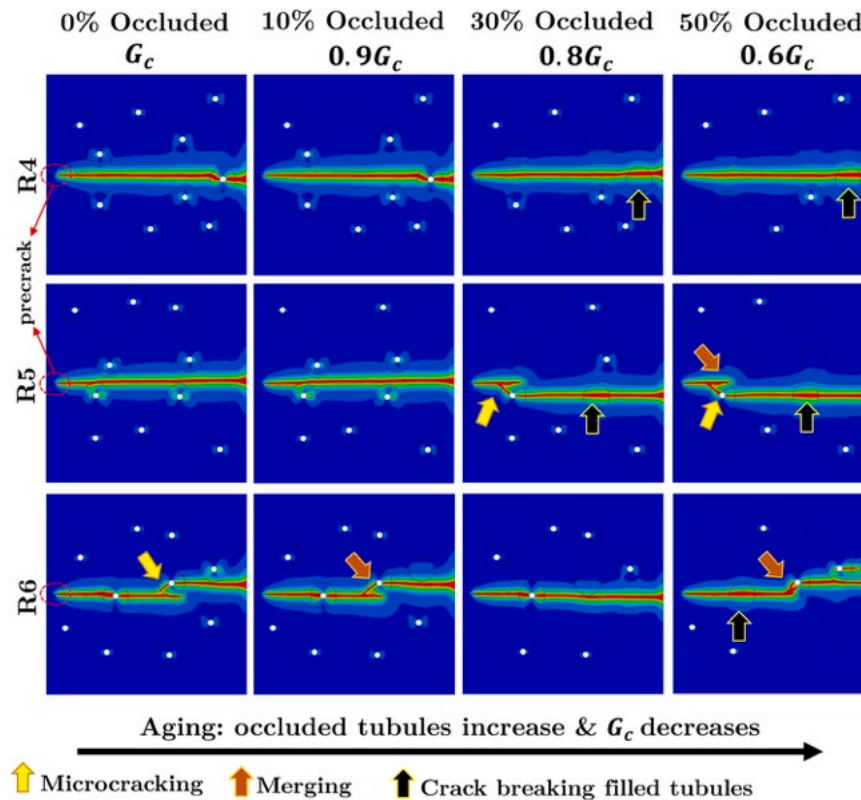 0% Occluded 10% Occluded 30% Occluded 50% Occluded
G_c 0.9G_c 0.8G_c 0.6G_c
R4
precrack
R5
R6
Aging: occluded tubules increase & G_c decreases
Microcracking Merging Crack breaking filled tubules